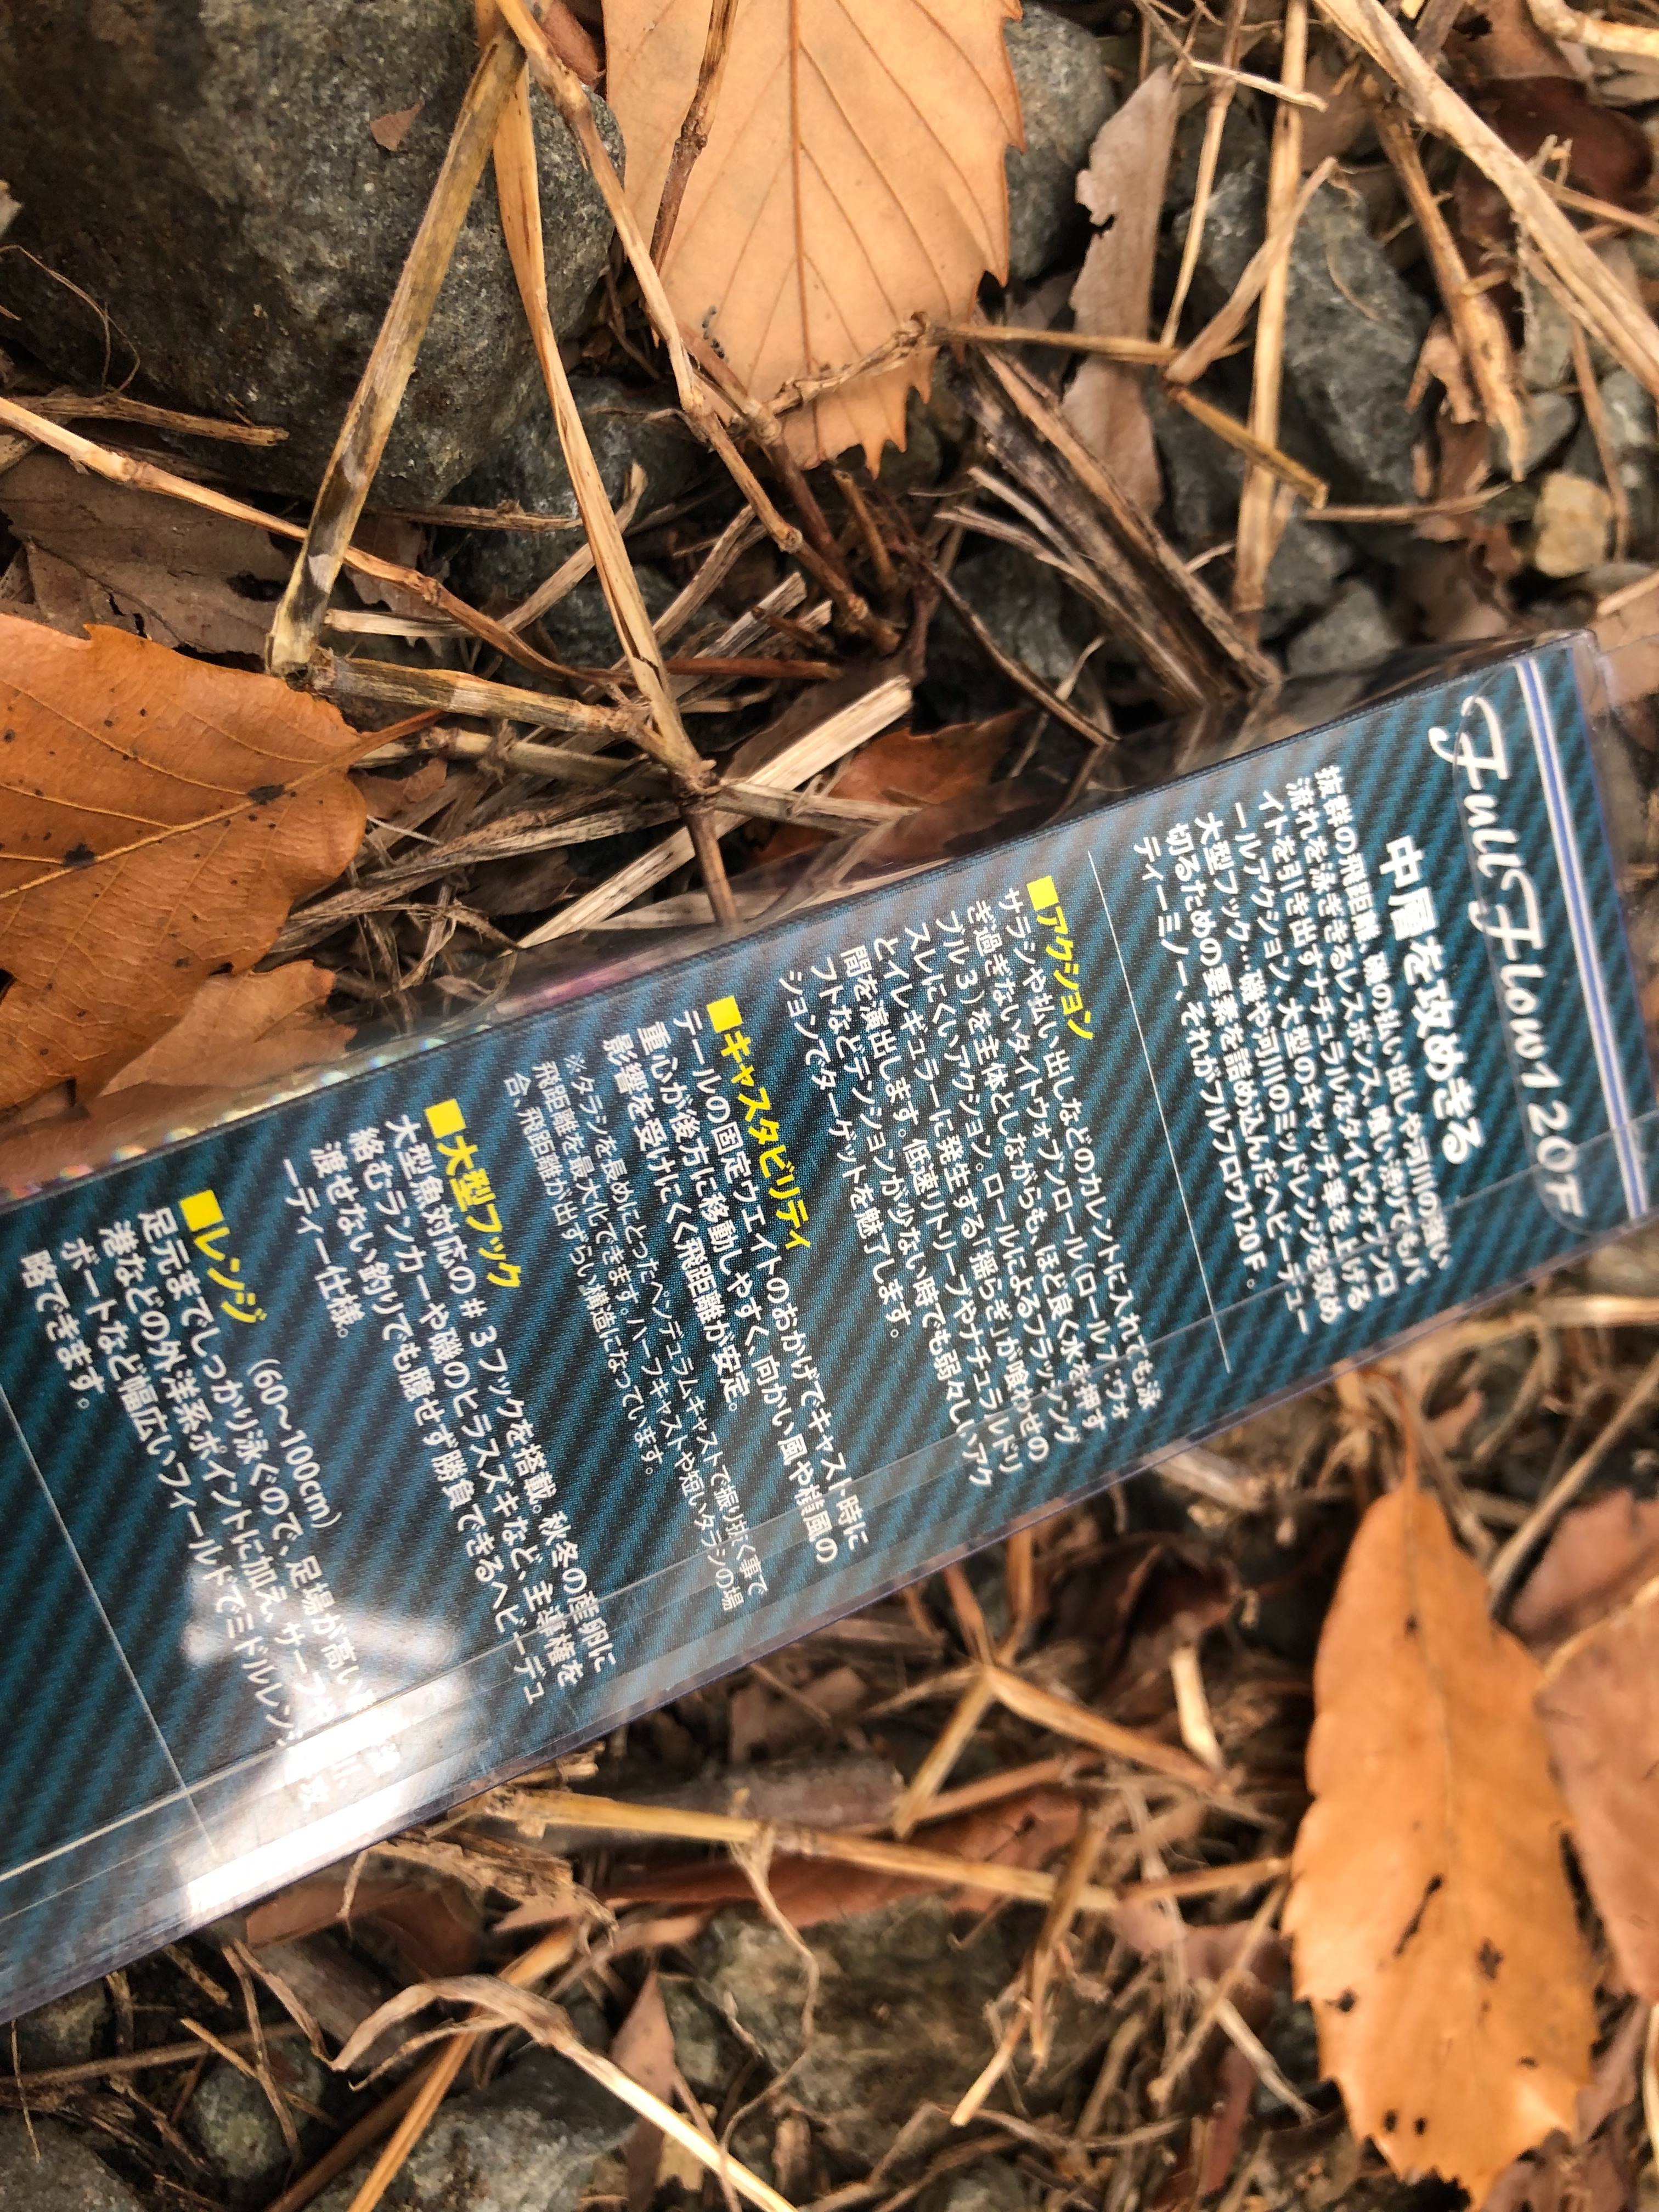 FullFlow120F
中層を攻めきる
抜群の飛距離、磯の払い出しや河川の強い
流れを泳ぎきるレスポンス、喰い渋りでもバ
イトを引き出すナチュラルなタイトウォブンロ
ールアクション、大型のキャッチ率を上げる
大型フック…磯や河川のミッドレンジを攻め
切るための要素を詰め込んだヘビーデュー
ティーミノー、それがフルフロウ120F。
■アクション
サラシや払い出しなどのカレントに入れても泳
ぎ過ぎないタイトウォブンロール(ロール7:ウォ
ブル3)を主体としながらも、ほど良く水を押す
スレにくいアクション。ロールによるフラッシング
とイレギュラーに発生する「揺らぎ」が喰わせの
間を演出します。低速リトリーブやナチュラルドリ
フトなどテンションが少ない時でも弱々しいアク
ションでターゲットを魅了します。
■キャスタビリティ
テールの固定ウエイトのおかげでキャスト時に
重心が後方に移動しやすく、向かい風や横風の
影響を受けにくく飛距離が安定。
※タラシを長めにとったペンデュラムキャストで振り抜く事で
飛距離を最大化できます。ハーフキャストや短いタラシの場
合、飛距離が出ずらい構造になっています。
■大型フック
大型魚対応の#3フックを搭載。秋冬の産卵に
絡むランカーや磯のヒラスズキなど、主導権を
渡せない釣りでも臆せず勝負できるヘビーデュ
ーティー仕様。
■レンジ (60〜100cm)
足元までしっかり泳ぐので、足場が高い
港などの外洋系ポイントに加え、サーフや
ボートなど幅広いフィールドでミドルレンジ
略できます。